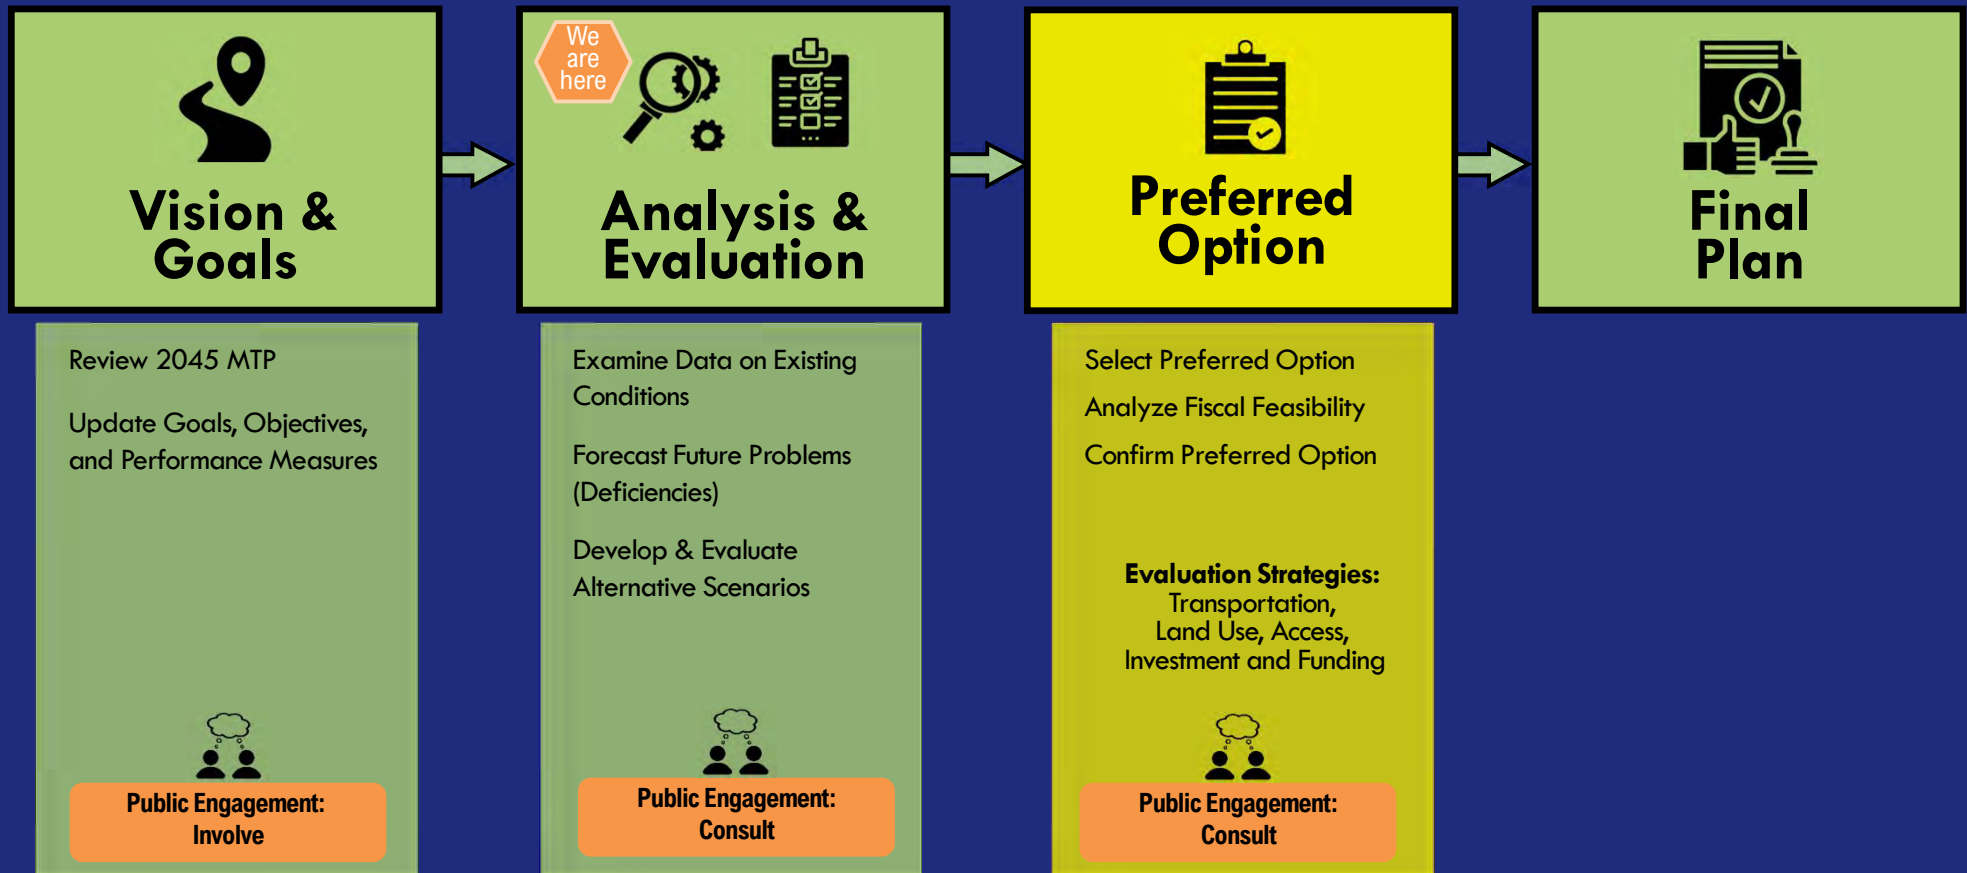 We
are
here
Vision &
Goals
Analysis &
Evaluation
Preferred
Option
Final
Plan
Review 2045 MTP
Update Goals, Objectives,
and Performance Measures
Public Engagement:
Involve
Examine Data on Existing
Conditions
Forecast Future Problems
(Deficiencies)
Develop & Evaluate
Alternative Scenarios
Public Engagement:
Consult
Select Preferred Option
Analyze Fiscal Feasibility
Confirm Preferred Option
Evaluation Strategies:
Transportation,
Land Use, Access,
Investment and Funding
Public Engagement:
Consult